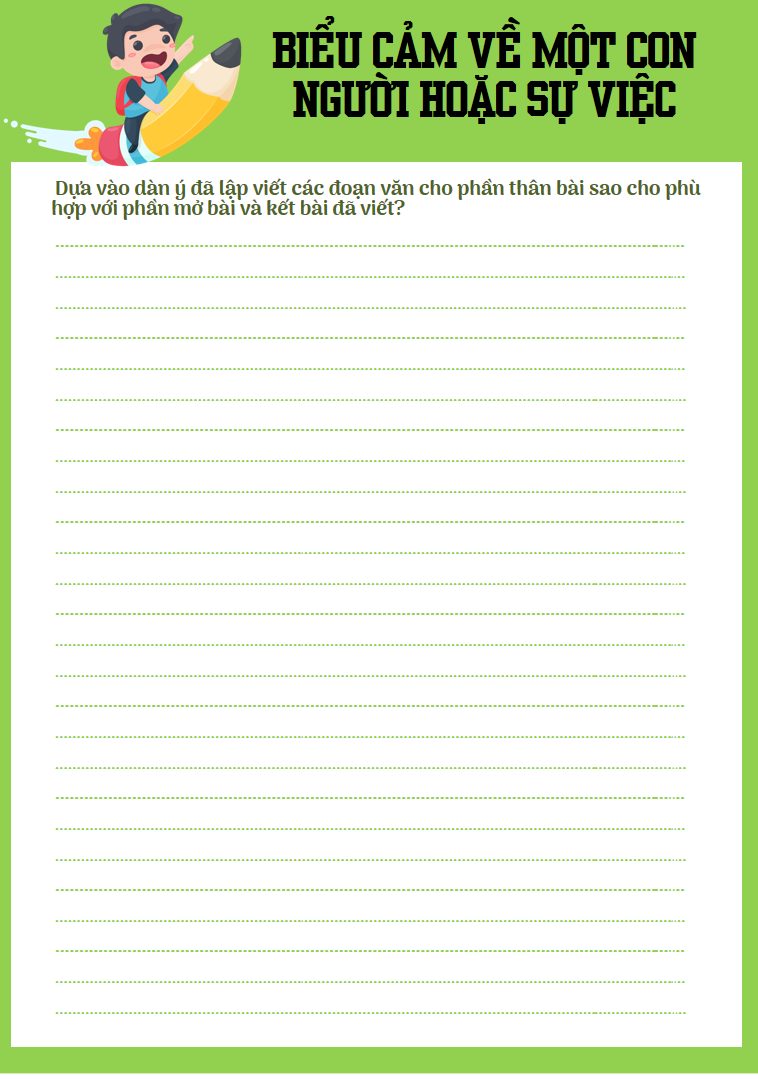 BIỂU CẢM VỀ MỘT CON
NGƯỜI HOẶC SỰ VIỆC
Dựa vào dàn ý đã lập viết các đoạn văn cho phần thân bài sao cho phù
hợp với phần mở bài và kết bài đã viết?